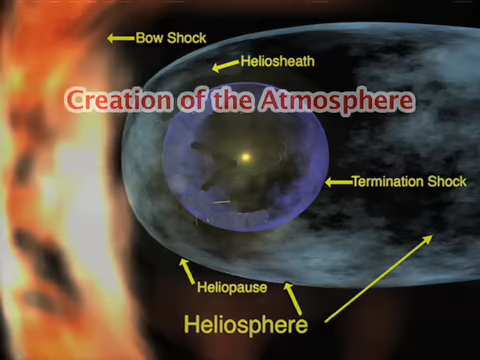 Bow Shock
Heliosheath
Creation of the Atmosphere
Termination Shock
Heliopause
Heliosphere